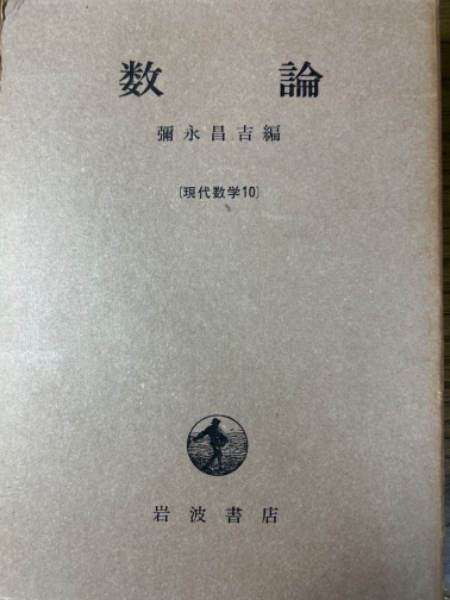 数 論
彌永昌吉編
〔現代数学10〕
岩波書店